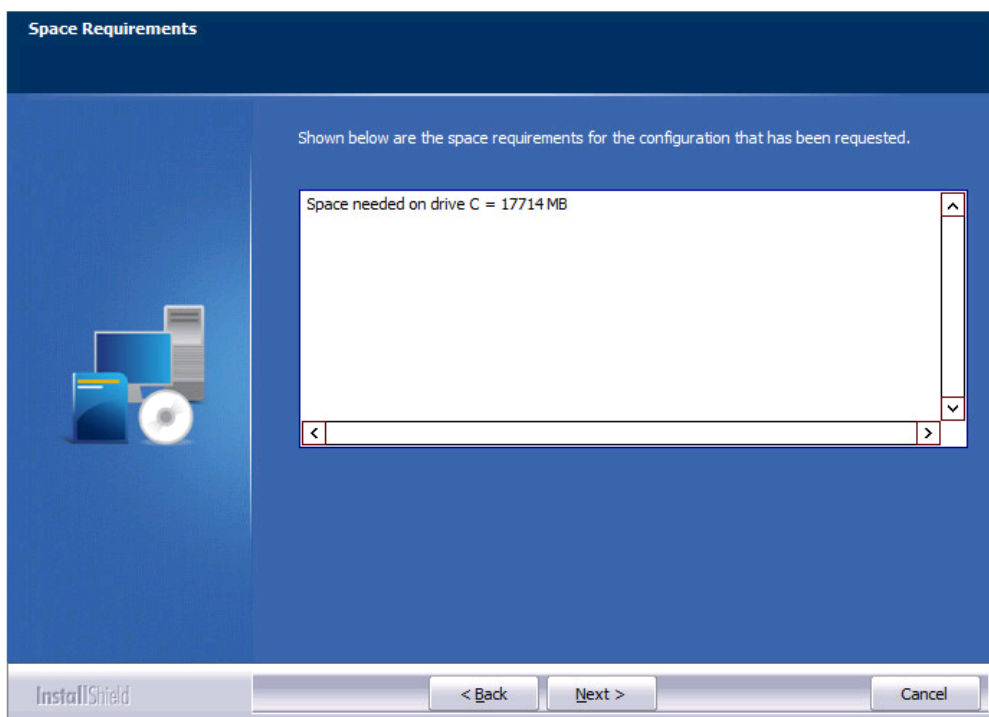 Space Requirements
Shown below are the space requirements for the configuration that has been requested.
Space needed on drive C = 17714 MB
InstallShield
< Back
Next >
Cancel